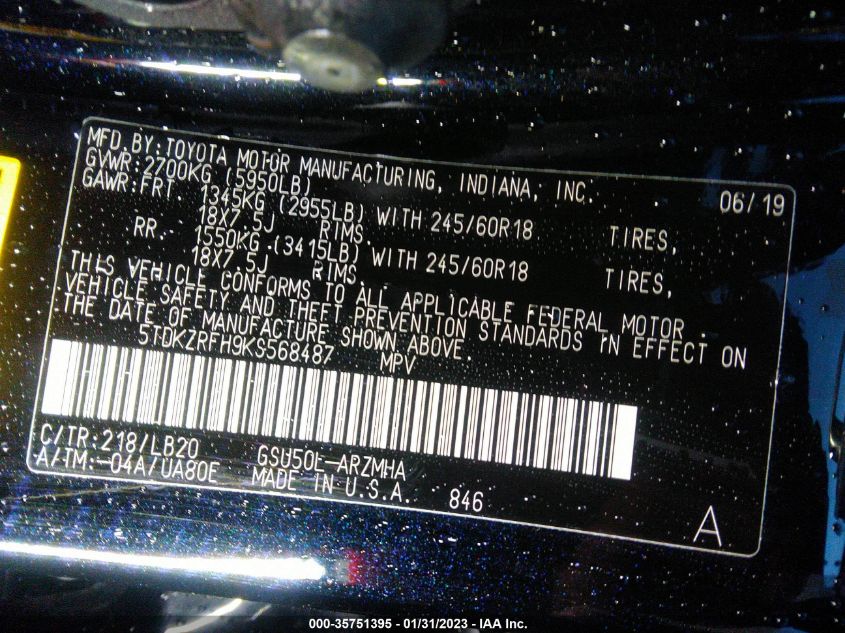 MFD.BY:TOYOTA MOTOR MANUFACTURING, INDIANA, INC. 06/19
GVWR:2700KG (5950LB)
GAWR:FRT. 1345KG (2955LB) WITH 245/60R18 TIRES,
18X7.5J RIMS.
RR. 1550KG (3415LB) WITH 245/60R18 TIRES,
18X7.5J RIMS.
THIS VEHICLE CONFORMS TO ALL APPLICABLE FEDERAL MOTOR
VEHICLE SAFETY AND THEFT PREVENTION STANDARDS IN EFFECT ON
THE DATE OF MANUFACTURE SHOWN ABOVE.
5TDKZRFH9KS568487 MPV
C/TR:218/LB20 GSU50L-ARZMHA
A/TM:-04A/UA80E MADE IN U.S.A. 846
A
000-35751395 - 01/31/2023 - IAA Inc.